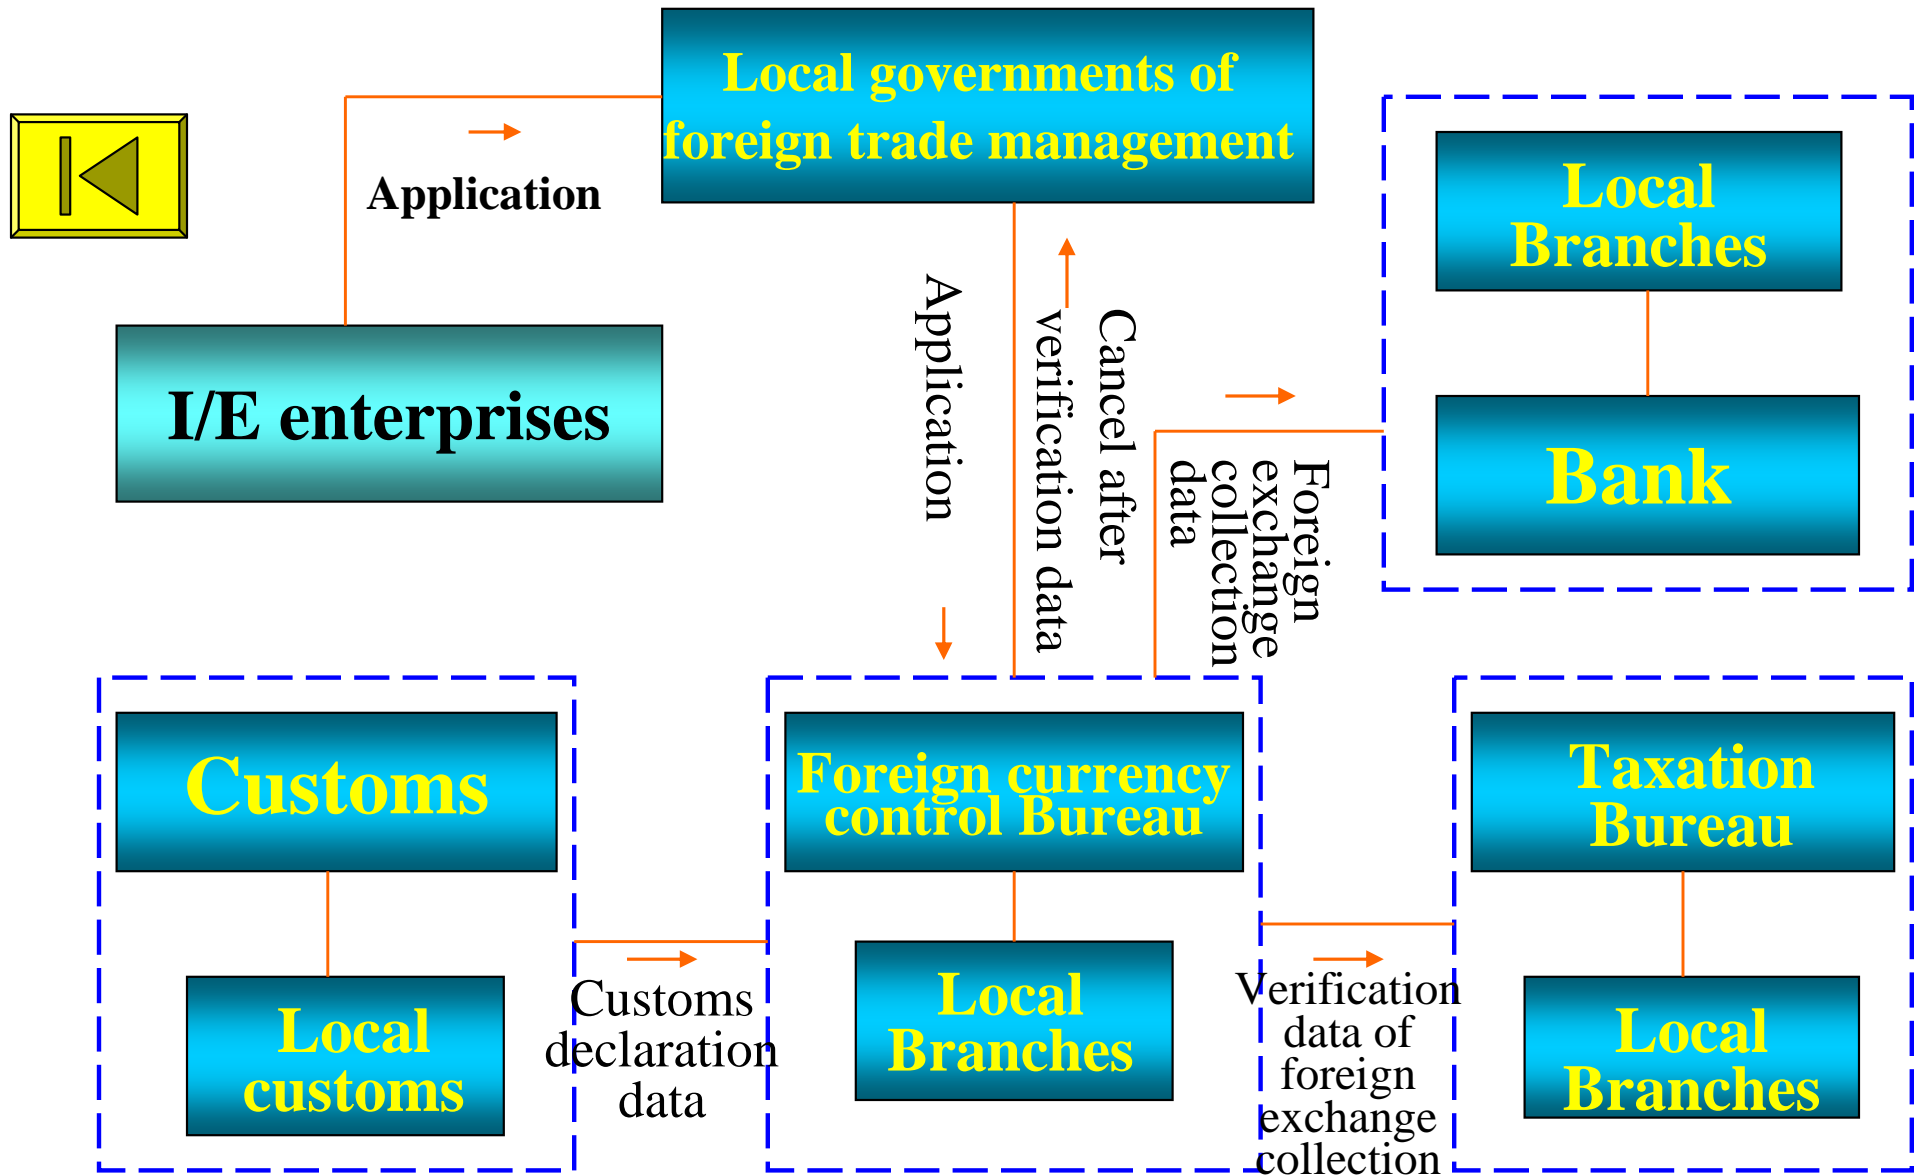 Local governments of
foreign trade management
Application
Local
Branches
I/E enterprises
Bank
Application
Cancel after
verification data
Foreign
exchange
collection
data
Customs
Local
customs
Customs
declaration
data
Foreign currency
control Bureau
Local
Branches
Verification
data of
foreign
exchange
collection
Taxation
Bureau
Local
Branches